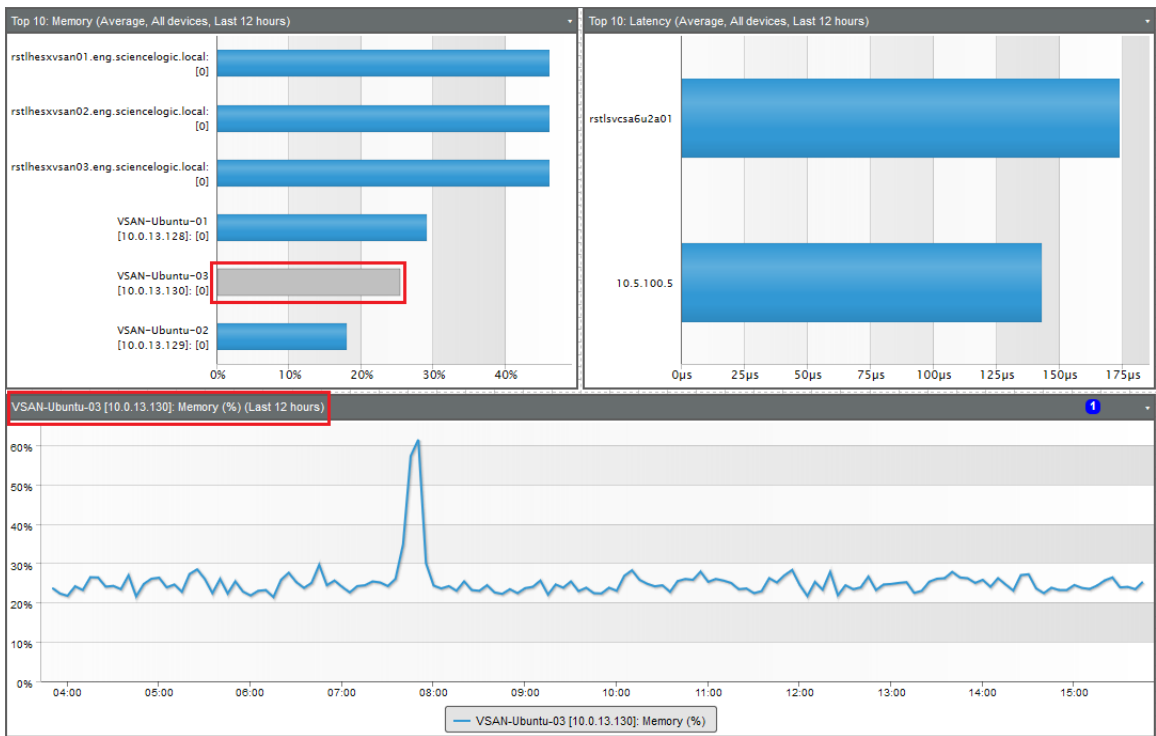 Top 10: Memory (Average, All devices, Last 12 hours)
rstlhesxvsan01.eng.sciencelogic.local:
[0]
rstlhesxvsan02.eng.sciencelogic.local:
[0]
rstlhesxvsan03.eng.sciencelogic.local:
[0]
VSAN-Ubuntu-01
[10.0.13.128]: [0]
VSAN-Ubuntu-03
[10.0.13.130]: [0]
VSAN-Ubuntu-02
[10.0.13.129]: [0]
0% 10% 20% 30% 40%
Top 10: Latency (Average, All devices, Last 12 hours)
rstlsvcsa6u2a01
10.5.100.5
0µs 25µs 50µs 75µs 100µs 125µs 150µs 175µs
VSAN-Ubuntu-03 [10.0.13.130]: Memory (%) (Last 12 hours) 1
60%
50%
40%
30%
20%
10%
0%
04:00 05:00 06:00 07:00 08:00 09:00 10:00 11:00 12:00 13:00 14:00 15:00
VSAN-Ubuntu-03 [10.0.13.130]: Memory (%)